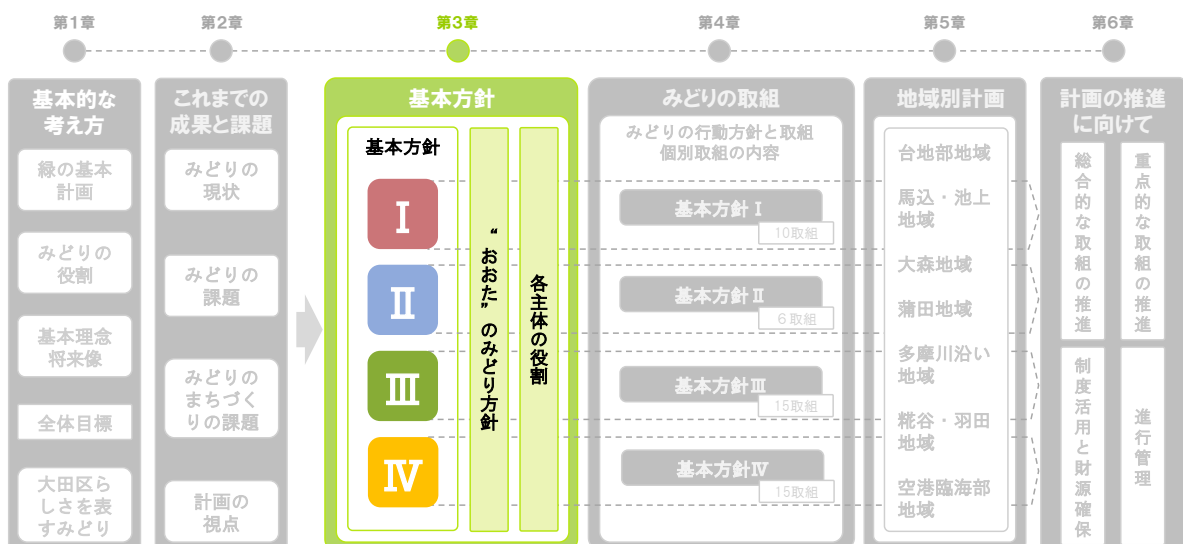 第1章
第2章
第3章
第4章
第5章
第6章
基本的な
考え方
緑の基本
計画
みどりの
役割
基本理念
将来像
全体目標
大田区ら
しさを表
すみどり
これまでの
成果と課題
みどりの
現状
みどりの
課題
みどりの
まちづく
りの課題
計画の
視点
基本方針
基本方針
Ⅰ
Ⅱ
Ⅲ
Ⅳ
“おおた”のみどり方針
各主体の役割
みどりの取組
みどりの行動方針と取組
個別取組の内容
基本方針Ⅰ
10取組
基本方針Ⅱ
6取組
基本方針Ⅲ
15取組
基本方針Ⅳ
15取組
地域別計画
台地部地域
馬込・池上
地域
大森地域
蒲田地域
多摩川沿い
地域
糀谷・羽田
地域
空港臨海部
地域
計画の推進
に向けて
総合的な取組の推進
重点的な取組の推進
制度活用と財源確保
進行管理